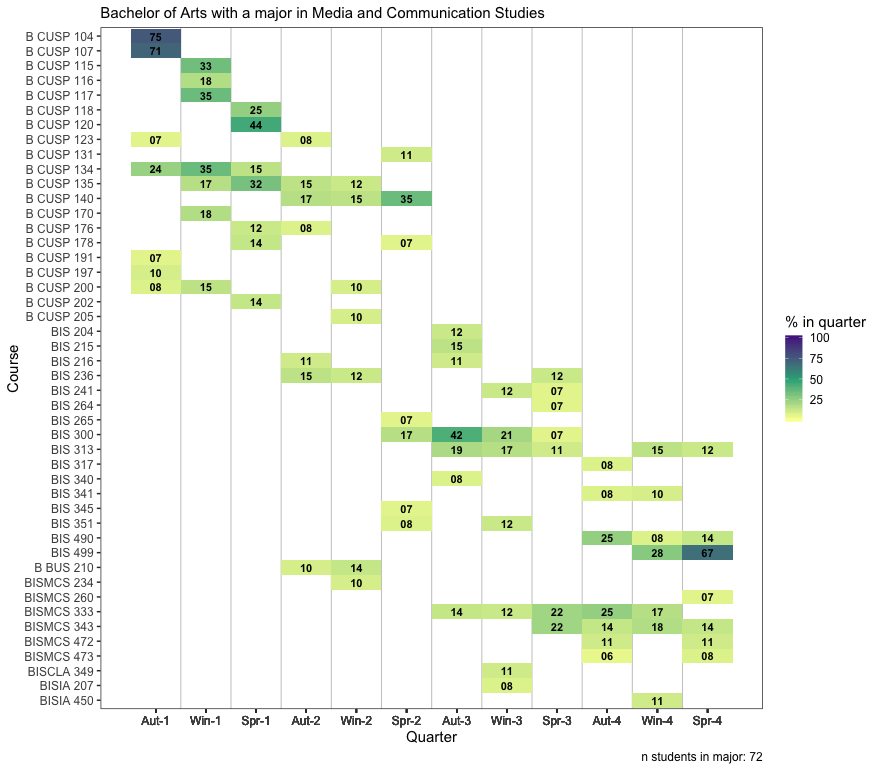 Bachelor of Arts with a major in Media and Communication Studies
B CUSP 104 75
B CUSP 107 71
B CUSP 115 33
B CUSP 116 18
B CUSP 117 35
B CUSP 118 25
B CUSP 120 44
B CUSP 123 07 08
B CUSP 131 11
B CUSP 134 24 35 15
B CUSP 135 17 32 15 12
B CUSP 140 17 15 35
B CUSP 170 18
B CUSP 176 12 08
B CUSP 178 14 07
B CUSP 191 07
B CUSP 197 10
B CUSP 200 08 15 10
B CUSP 202 14
B CUSP 205 10
BIS 204 12
BIS 215 15
BIS 216 11 11
BIS 236 15 12 12
BIS 241 12 07
BIS 264 07
BIS 265 07
BIS 300 17 42 21 07
BIS 313 19 17 11 15 12
BIS 317 08
BIS 340 08
BIS 341 08 10
BIS 345 07
BIS 351 08 12
BIS 490 25 08 14
BIS 499 28 67
B BUS 210 10 14
BISMCS 234 10
BISMCS 260 07
BISMCS 333 14 12 22 25 17
BISMCS 343 22 14 18 14
BISMCS 472 11 11
BISMCS 473 06 08
BISCLA 349 11
BISIA 207 08
BISIA 450 11
Aut-1 Win-1 Spr-1 Aut-2 Win-2 Spr-2 Aut-3 Win-3 Spr-3 Aut-4 Win-4 Spr-4
Quarter
Course
% in quarter
100
75
50
25
n students in major: 72